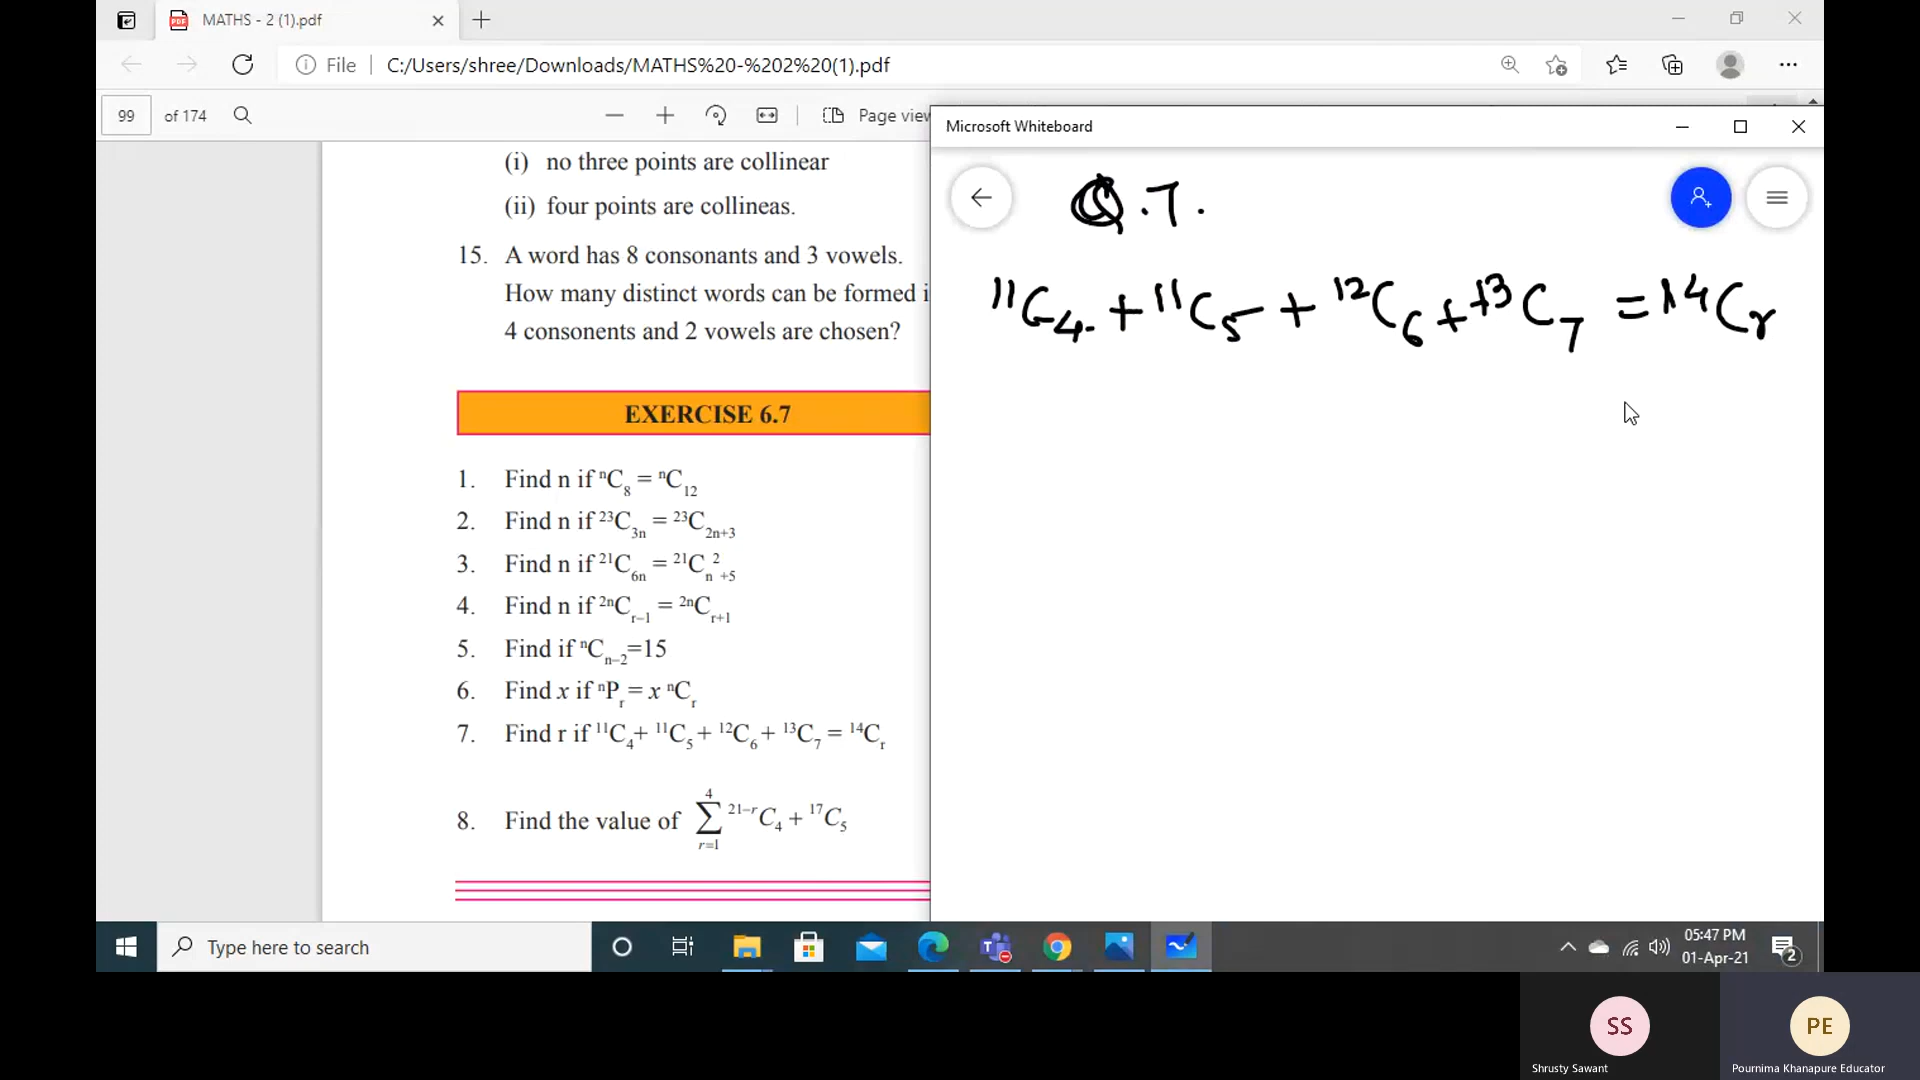 MATHS - 2 (1).pdf
File C:/Users/shree/Downloads/MATHS%20-%202%20(1).pdf
99 of 174 Page view
Microsoft Whiteboard
(i) no three points are collinear
(ii) four points are collineas.
15. A word has 8 consonants and 3 vowels.
How many distinct words can be formed i
4 consonents and 2 vowels are chosen?
EXERCISE 6.7
1. Find n if ⁿC₈ = ⁿC₁₂
2. Find n if ²³C₃ₙ = ²³C₂ₙ₊₃
3. Find n if ²¹C₆ₙ = ²¹Cₙ²₊₅
4. Find n if ²ⁿCᵣ₋₁ = ²ⁿCᵣ₊₁
5. Find if ⁿCₙ₋₂=15
6. Find x if ⁿPᵣ = x ⁿCᵣ
7. Find r if ¹¹C₄+ ¹¹C₅+ ¹²C₆+ ¹³C₇ = ¹⁴Cᵣ
8. Find the value of ∑ᵣ₌₁⁴ ²¹⁻ʳC₄ + ¹⁷C₅
Q.7.
¹¹C₄ + ¹¹C₅ + ¹²C₆ + ¹³C₇ = ¹⁴Cᵣ
Type here to search
05:47 PM
01-Apr-21
2
SS
Shrusty Sawant
PE
Pournima Khanapure Educator